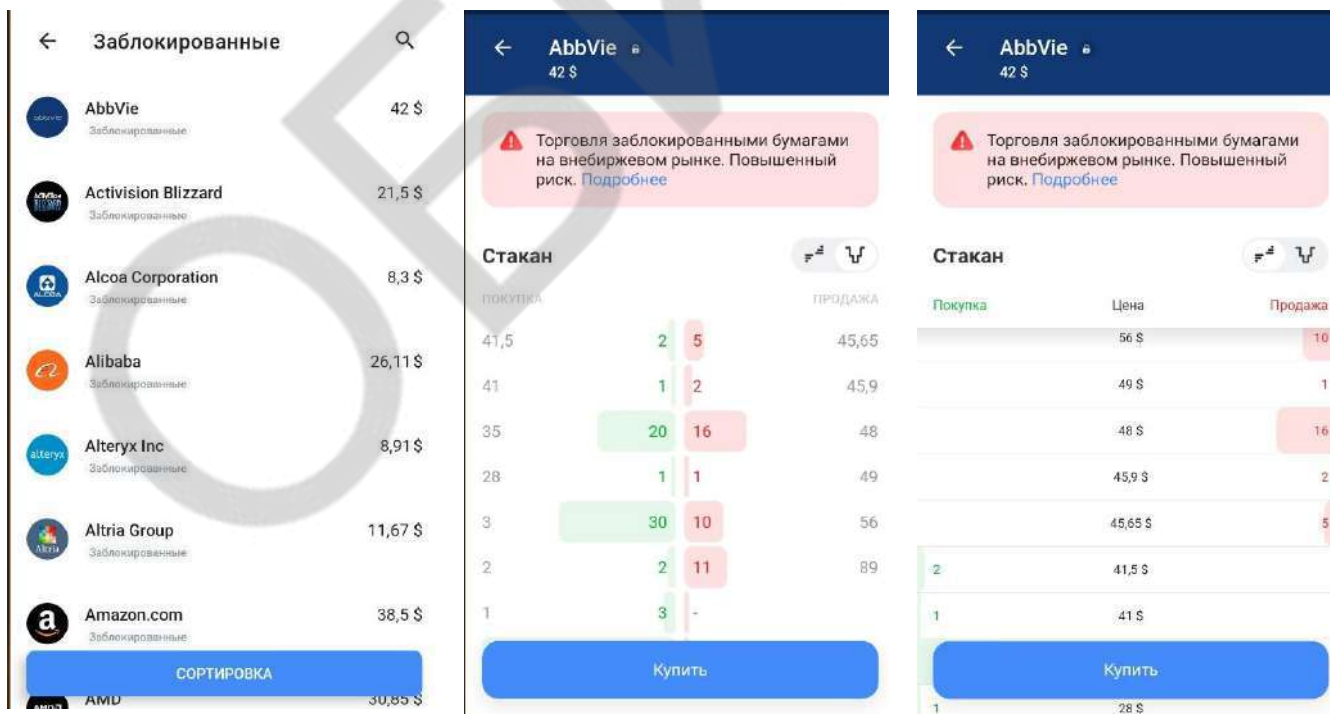 Заблокированные
AbbVie
42 $
Заблокированные
Activision Blizzard
21,5 $
Заблокированные
Alcoa Corporation
8,3 $
Заблокированные
Alibaba
26,11 $
Заблокированные
Alteryx Inc
8,91 $
Заблокированные
Altria Group
11,67 $
Заблокированные
Amazon.com
38,5 $
Заблокированные
СОРТИРОВКА
AMD
30,85 $
AbbVie
42 $
Торговля заблокированными бумагами
на внебиржевом рынке. Повышенный
риск. Подробнее
Стакан
ПОКУПКА ПРОДАЖА
41,5 2 5 45,65
41 1 2 45,9
35 20 16 48
28 1 1 49
3 30 10 56
2 2 11 89
1 3 -
Купить
AbbVie
42 $
Торговля заблокированными бумагами
на внебиржевом рынке. Повышенный
риск. Подробнее
Стакан
Покупка Цена Продажа
56 $ 10
49 $ 1
48 $ 16
45,9 $ 2
45,65 $ 5
2 41,5 $
1 41 $
Купить
1 28 $